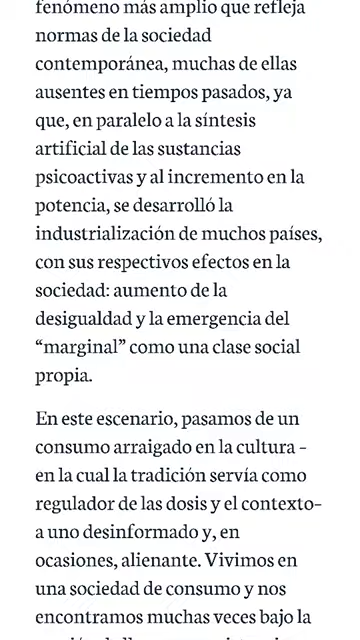 fenómeno más amplio que refleja
normas de la sociedad
contemporánea, muchas de ellas
ausentes en tiempos pasados, ya
que, en paralelo a la síntesis
artificial de las sustancias
psicoactivas y al incremento en la
potencia, se desarrolló la
industrialización de muchos países,
con sus respectivos efectos en la
sociedad: aumento de la
desigualdad y la emergencia del
“marginal” como una clase social
propia.
En este escenario, pasamos de un
consumo arraigado en la cultura –
en la cual la tradición servía como
regulador de las dosis y el contexto–
a uno desinformado y, en
ocasiones, alienante. Vivimos en
una sociedad de consumo y nos
encontramos muchas veces bajo la